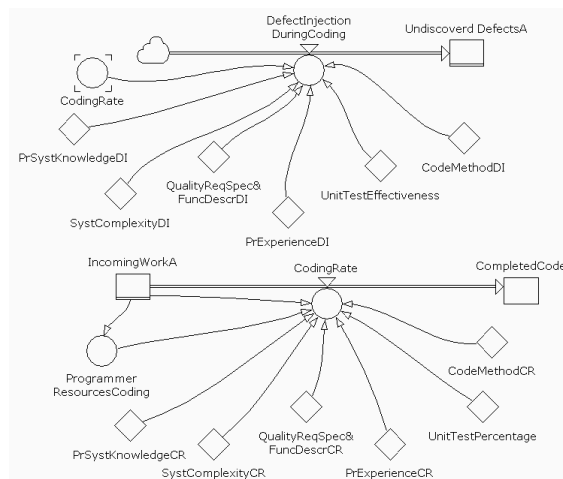 DefectInjection
DuringCoding
Undiscoverd DefectsA
CodingRate
PrSystKnowledgeDI
CodeMethodDI
QualityReqSpec&
FuncDescrDI
UnitTestEffectiveness
SystComplexityDI
PrExperienceDI
IncomingWorkA
CodingRate
CompletedCode
Programmer
ResourcesCoding
CodeMethodCR
PrSystKnowledgeCR
QualityReqSpec&
FuncDescrCR
UnitTestPercentage
SystComplexityCR
PrExperienceCR